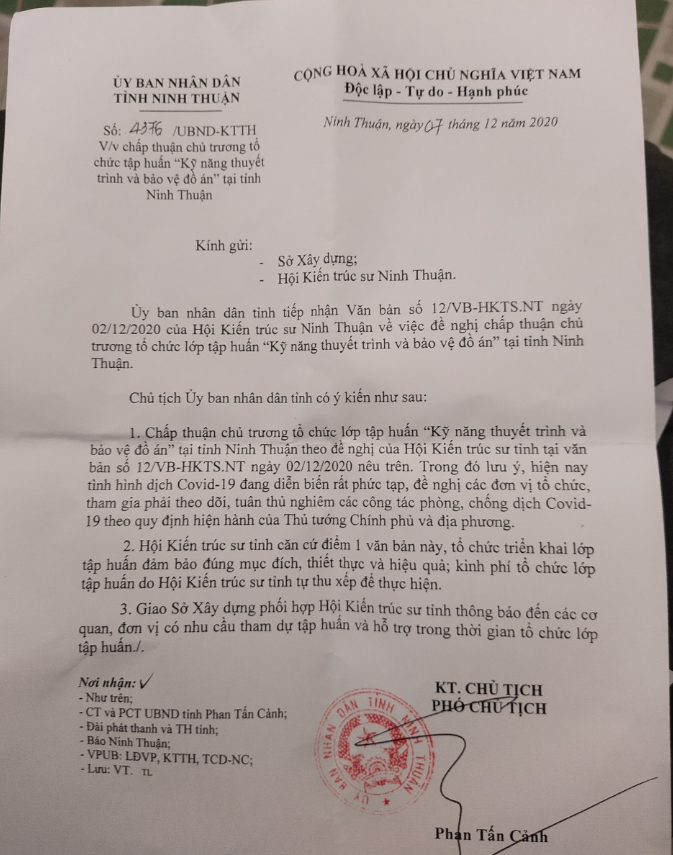 ỦY BAN NHÂN DÂN
TỈNH NINH THUẬN
CỘNG HOÀ XÃ HỘI CHỦ NGHĨA VIỆT NAM
Độc lập - Tự do - Hạnh phúc
Số: 4376 /UBND-KTTH
V/v chấp thuận chủ trương tổ
chức tập huấn “Kỹ năng thuyết
trình và bảo vệ đồ án” tại tỉnh
Ninh Thuận
Ninh Thuận, ngày 07 tháng 12 năm 2020
Kính gửi:
- Sở Xây dựng;
- Hội Kiến trúc sư Ninh Thuận.
Ủy ban nhân dân tỉnh tiếp nhận Văn bản số 12/VB-HKTS.NT ngày
02/12/2020 của Hội Kiến trúc sư Ninh Thuận về việc đề nghị chấp thuận chủ
trương tổ chức lớp tập huấn “Kỹ năng thuyết trình và bảo vệ đồ án” tại tỉnh Ninh
Thuận.
Chủ tịch Ủy ban nhân dân tỉnh có ý kiến như sau:
1. Chấp thuận chủ trương tổ chức lớp tập huấn “Kỹ năng thuyết trình và
bảo vệ đồ án” tại tỉnh Ninh Thuận theo đề nghị của Hội Kiến trúc sư tỉnh tại văn
bản số 12/VB-HKTS.NT ngày 02/12/2020 nêu trên. Trong đó lưu ý, hiện nay
tình hình dịch Covid-19 đang diễn biến rất phức tạp, đề nghị các đơn vị tổ chức,
tham gia phải theo dõi, tuân thủ nghiêm các công tác phòng, chống dịch Covid-
19 theo quy định hiện hành của Thủ tướng Chính phủ và địa phương.
2. Hội Kiến trúc sư tỉnh căn cứ điểm 1 văn bản này, tổ chức triển khai lớp
tập huấn đảm bảo đúng mục đích, thiết thực và hiệu quả; kinh phí tổ chức lớp
tập huấn do Hội Kiến trúc sư tỉnh tự thu xếp để thực hiện.
3. Giao Sở Xây dựng phối hợp Hội Kiến trúc sư tỉnh thông báo đến các cơ
quan, đơn vị có nhu cầu tham dự tập huấn và hỗ trợ trong thời gian tổ chức lớp
tập huấn./.
Nơi nhận:
- Như trên;
- CT và PCT UBND tỉnh Phan Tấn Cảnh;
- Đài phát thanh và TH tỉnh;
- Báo Ninh Thuận;
- VPUB: LĐVP, KTTH, TCD-NC;
- Lưu: VT. TL
KT. CHỦ TỊCH
PHÓ CHỦ TỊCH
ỦY BAN NHÂN DÂN TỈNH NINH THUẬN
Phan Tấn Cảnh